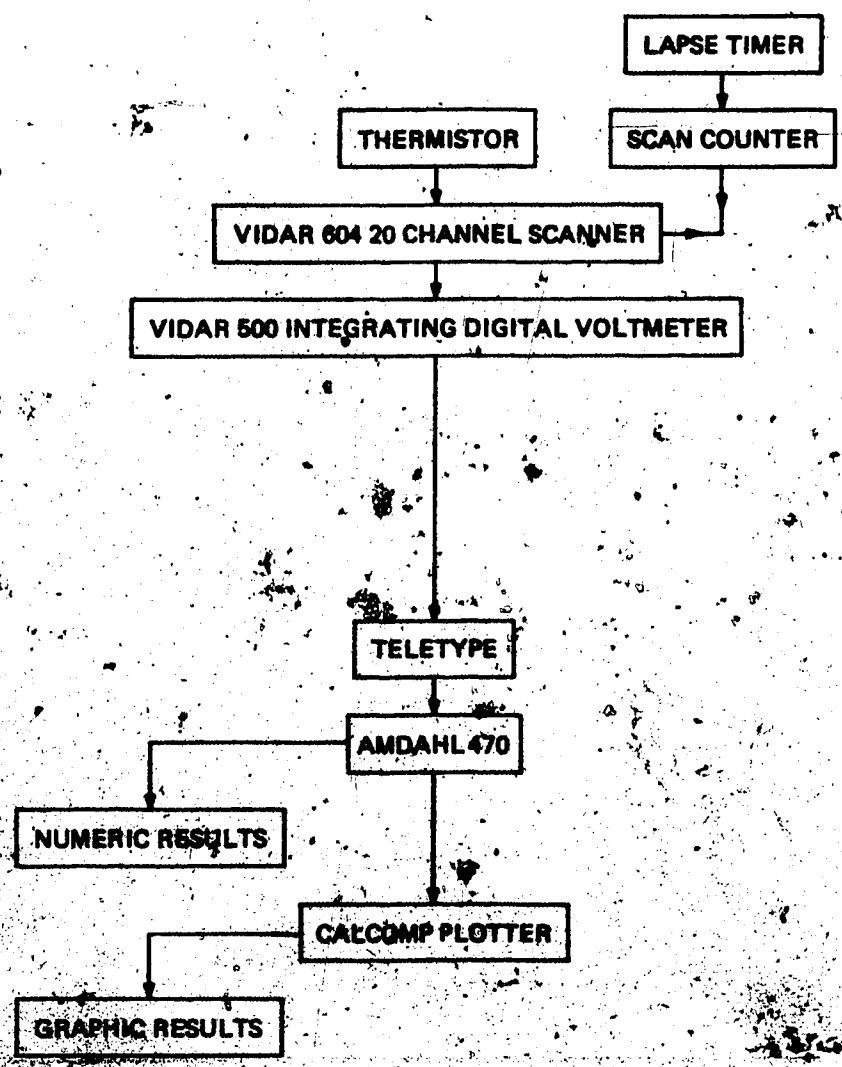 LAPSE TIMER
THERMISTOR
SCAN COUNTER
VIDAR 604 20 CHANNEL SCANNER
VIDAR 500 INTEGRATING DIGITAL VOLTMETER
TELETYPE
AMDAHL 470
NUMERIC RESULTS
CALCOMP PLOTTER
GRAPHIC RESULTS